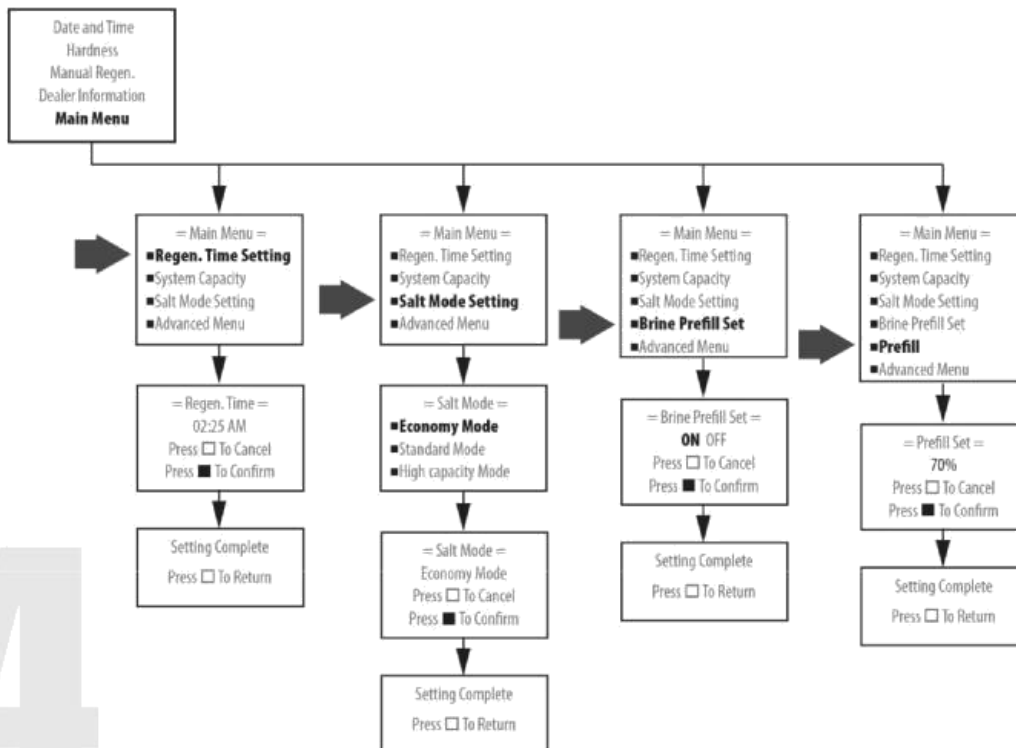 Date and Time
Hardness
Manual Regen.
Dealer Information
Main Menu
= Main Menu =
■Regen. Time Setting
■System Capacity
■Salt Mode Setting
■Advanced Menu
= Regen. Time =
02:25 AM
Press □ To Cancel
Press ■ To Confirm
Setting Complete
Press □ To Return
= Main Menu =
■Regen. Time Setting
■System Capacity
■Salt Mode Setting
■Advanced Menu
= Salt Mode =
■Economy Mode
■Standard Mode
■High capacity Mode
= Salt Mode =
Economy Mode
Press □ To Cancel
Press ■ To Confirm
Setting Complete
Press □ To Return
= Main Menu =
■Regen. Time Setting
■System Capacity
■Salt Mode Setting
■Brine Prefill Set
■Advanced Menu
= Brine Prefill Set =
ON OFF
Press □ To Cancel
Press ■ To Confirm
Setting Complete
Press □ To Return
= Main Menu =
■Regen. Time Setting
■System Capacity
■Salt Mode Setting
■Brine Prefill Set
■Prefill
■Advanced Menu
= Prefill Set =
70%
Press □ To Cancel
Press ■ To Confirm
Setting Complete
Press □ To Return